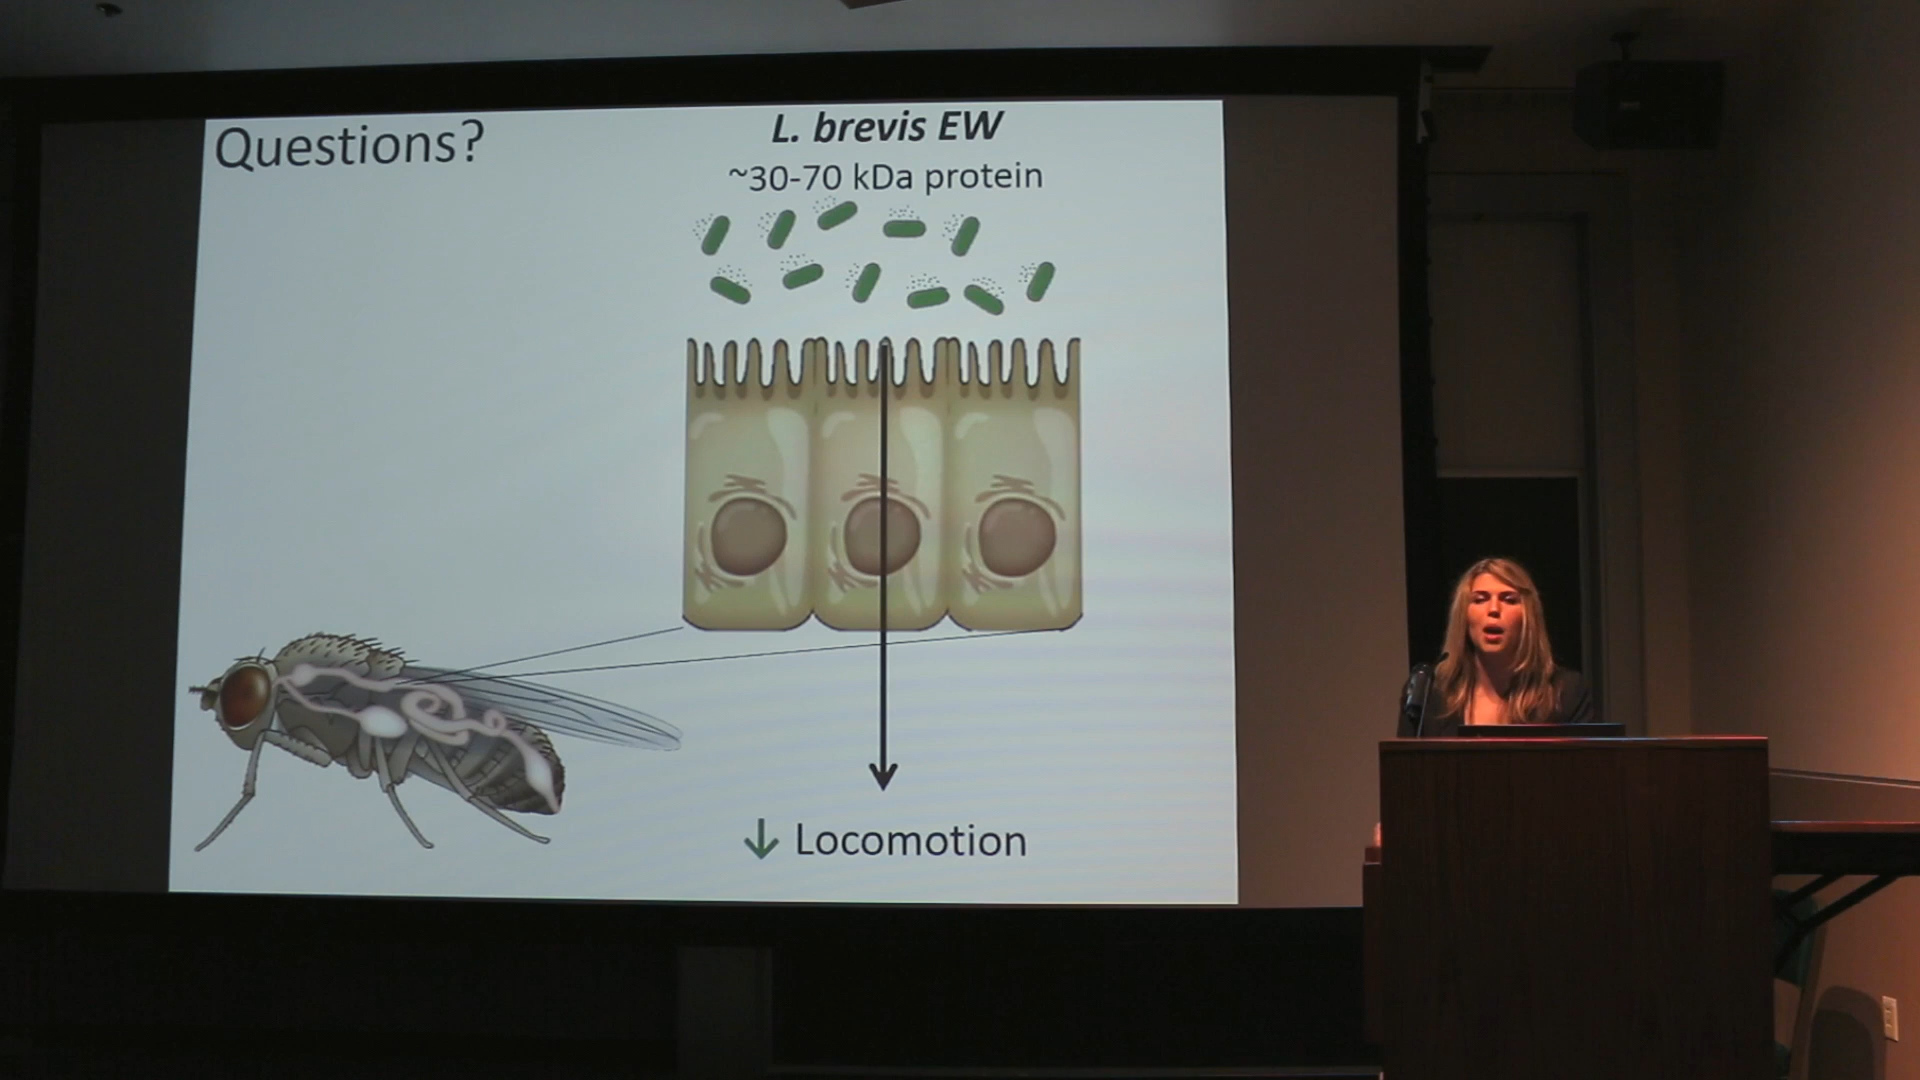 Questions?
L. brevis EW
~30-70 kDa protein
↓ Locomotion